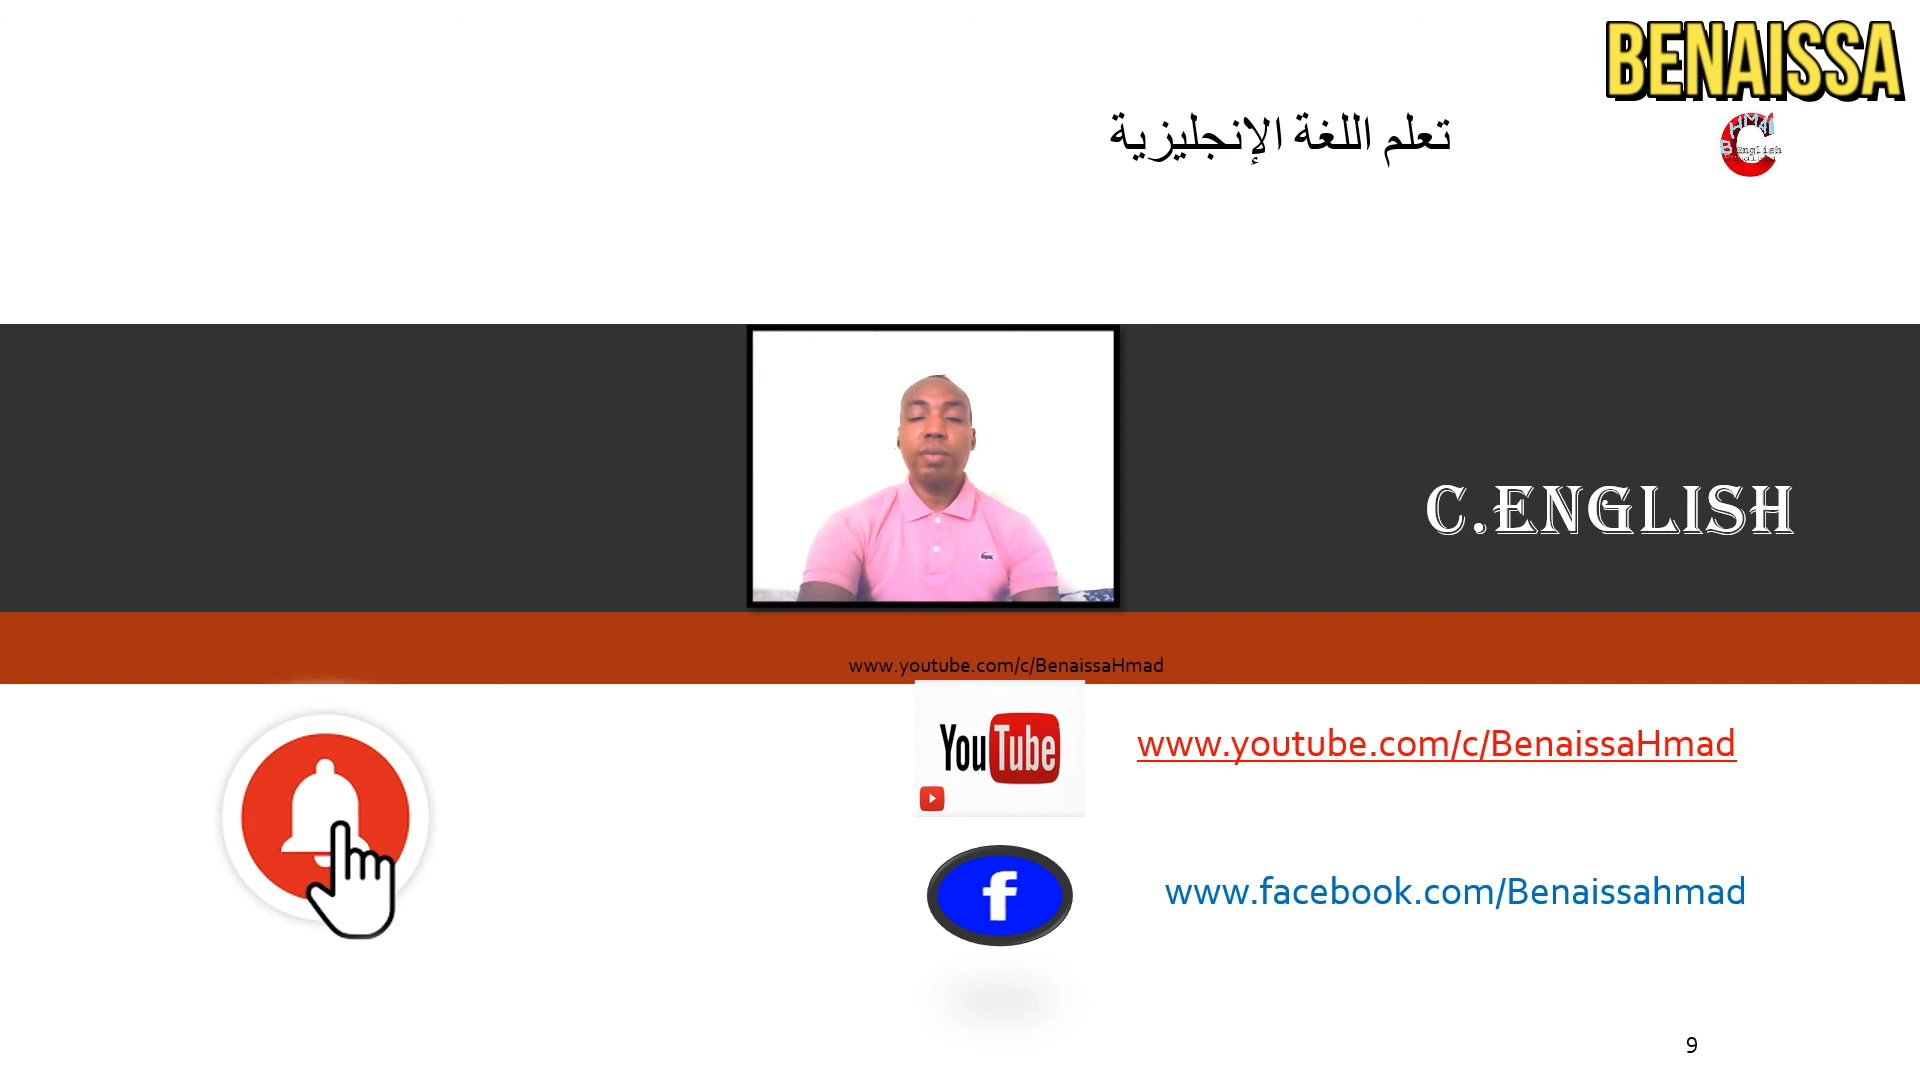 BENAISSA
تعلم اللغة الإنجليزية
English
C.ENGLISH
www.youtube.com/c/BenaissaHmad
YouTube
www.youtube.com/c/BenaissaHmad
f
www.facebook.com/Benaissahmad
9